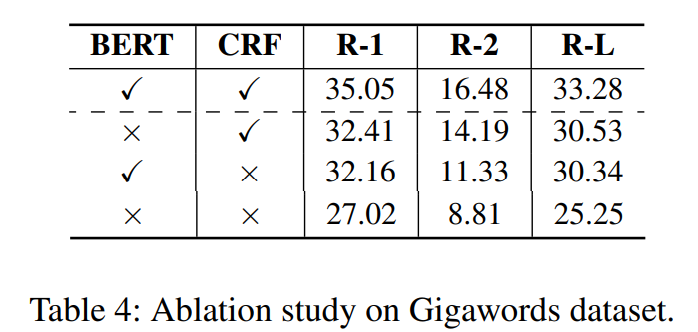 BERT CRF R-1 R-2 R-L
✓ ✓ 35.05 16.48 33.28
× ✓ 32.41 14.19 30.53
✓ × 32.16 11.33 30.34
× × 27.02 8.81 25.25
Table 4: Ablation study on Gigawords dataset.